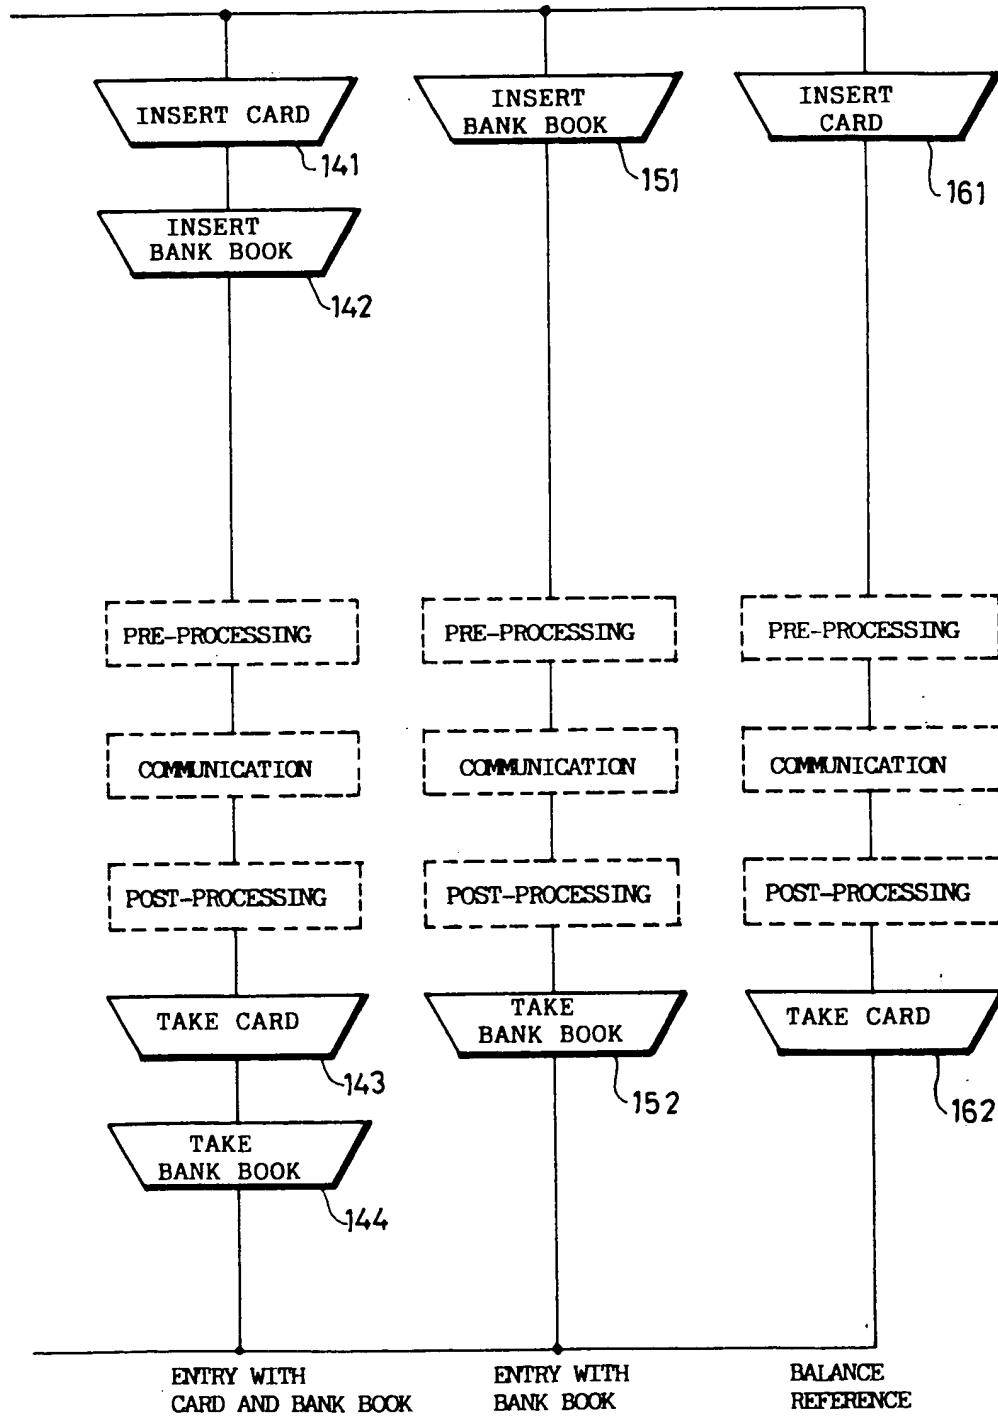 INSERT CARD
141
INSERT
BANK BOOK
142
PRE-PROCESSING
COMMUNICATION
POST-PROCESSING
TAKE CARD
143
TAKE
BANK BOOK
144
ENTRY WITH
CARD AND BANK BOOK
INSERT
BANK BOOK
151
PRE-PROCESSING
COMMUNICATION
POST-PROCESSING
TAKE
BANK BOOK
152
ENTRY WITH
BANK BOOK
INSERT
CARD
161
PRE-PROCESSING
COMMUNICATION
POST-PROCESSING
TAKE CARD
162
BALANCE
REFERENCE